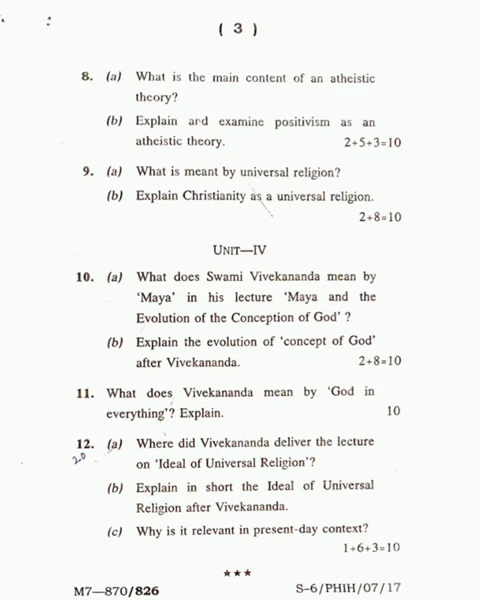 ( 3 )
8. (a) What is the main content of an atheistic
theory?
(b) Explain and examine positivism as an
atheistic theory. 2+5+3=10
9. (a) What is meant by universal religion?
(b) Explain Christianity as a universal religion.
2+8=10
UNIT—IV
10. (a) What does Swami Vivekananda mean by
‘Maya’ in his lecture ‘Maya and the
Evolution of the Conception of God’ ?
(b) Explain the evolution of ‘concept of God’
after Vivekananda. 2+8=10
11. What does Vivekananda mean by ‘God in
everything’? Explain. 10
12. (a) Where did Vivekananda deliver the lecture
20 on ‘Ideal of Universal Religion’?
(b) Explain in short the Ideal of Universal
Religion after Vivekananda.
(c) Why is it relevant in present-day context?
1+6+3=10
★★★
M7—870/826 S-6/PHIH/07/17